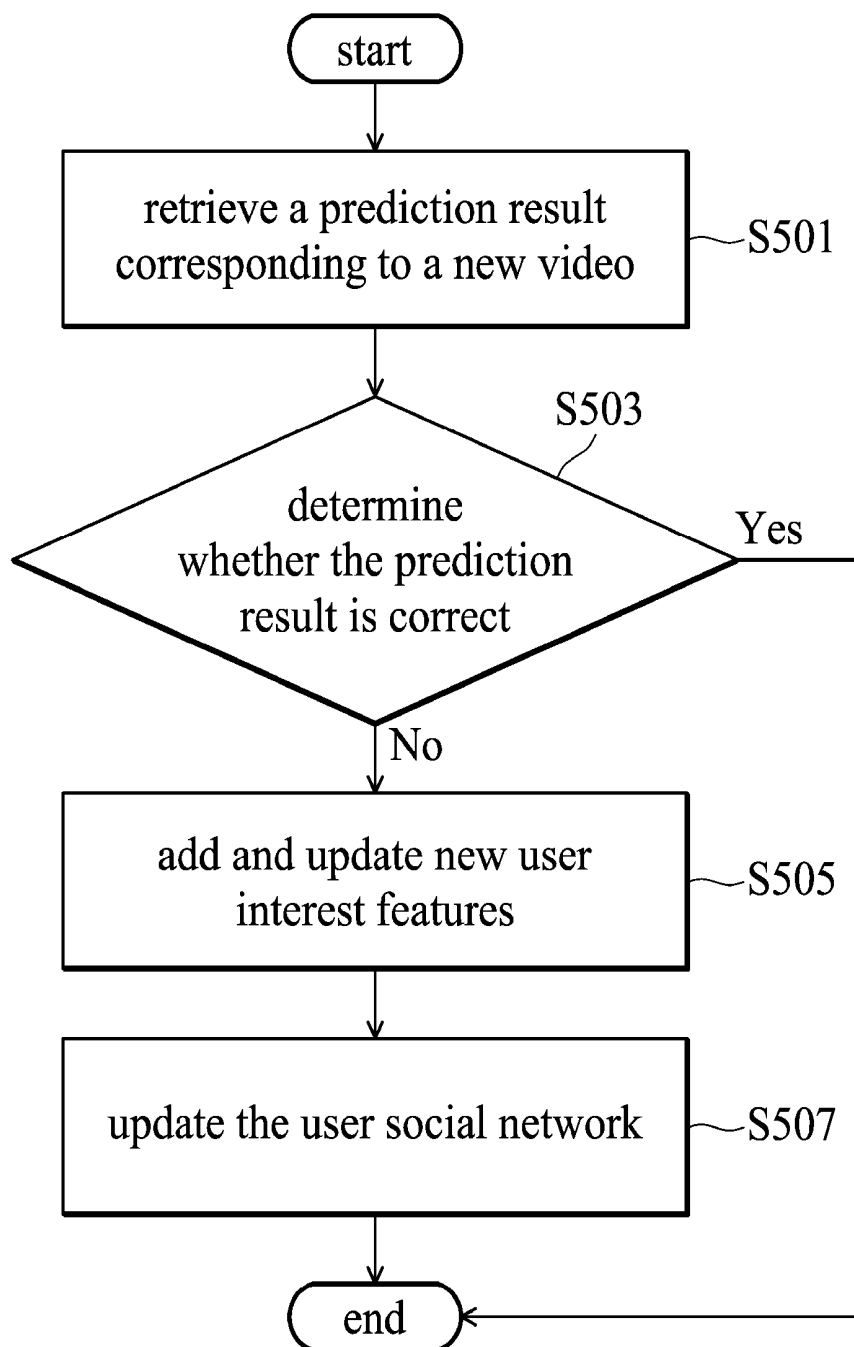 start
retrieve a prediction result
corresponding to a new video
S501
S503
determine
whether the prediction
result is correct
Yes
No
add and update new user
interest features
S505
update the user social network
S507
end